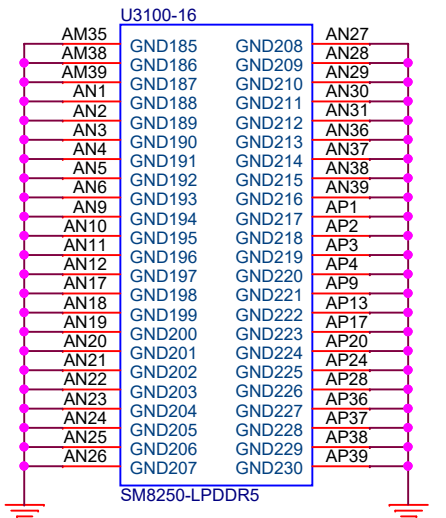 U3100-16
AM35 GND185 GND208 AN27
AM38 GND186 GND209 AN28
AM39 GND187 GND210 AN29
AN1 GND188 GND211 AN30
AN2 GND189 GND212 AN31
AN3 GND190 GND213 AN36
AN4 GND191 GND214 AN37
AN5 GND192 GND215 AN38
AN6 GND193 GND216 AN39
AN9 GND194 GND217 AP1
AN10 GND195 GND218 AP2
AN11 GND196 GND219 AP3
AN12 GND197 GND220 AP4
AN17 GND198 GND221 AP9
AN18 GND199 GND222 AP13
AN19 GND200 GND223 AP17
AN20 GND201 GND224 AP20
AN21 GND202 GND225 AP24
AN22 GND203 GND226 AP28
AN23 GND204 GND227 AP36
AN24 GND205 GND228 AP37
AN25 GND206 GND229 AP38
AN26 GND207 GND230 AP39
SM8250-LPDDR5